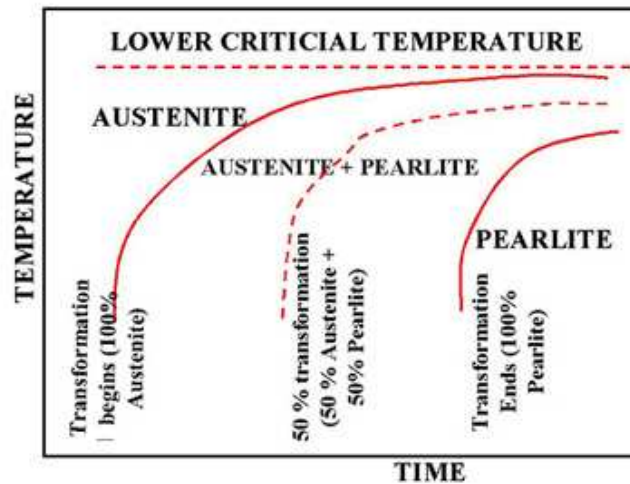 LOWER CRITICIAL TEMPERATURE
AUSTENITE
AUSTENITE + PEARLITE
PEARLITE
TEMPERATURE
Transformation
| begins (100%
Austenite)
50 % transformation
(50 % Austenite +
50% Pearlite)
Transformation
Ends (100%
Pearlite)
TIME